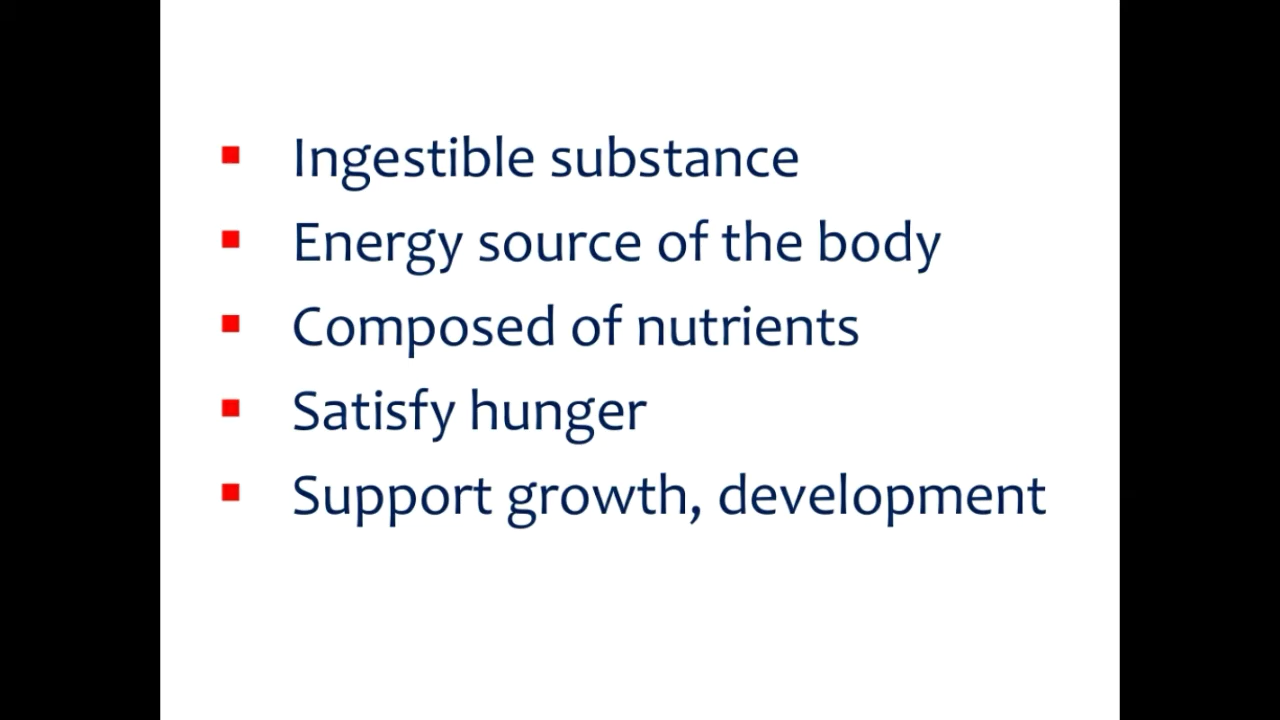 ▪ Ingestible substance
▪ Energy source of the body
▪ Composed of nutrients
▪ Satisfy hunger
▪ Support growth, development